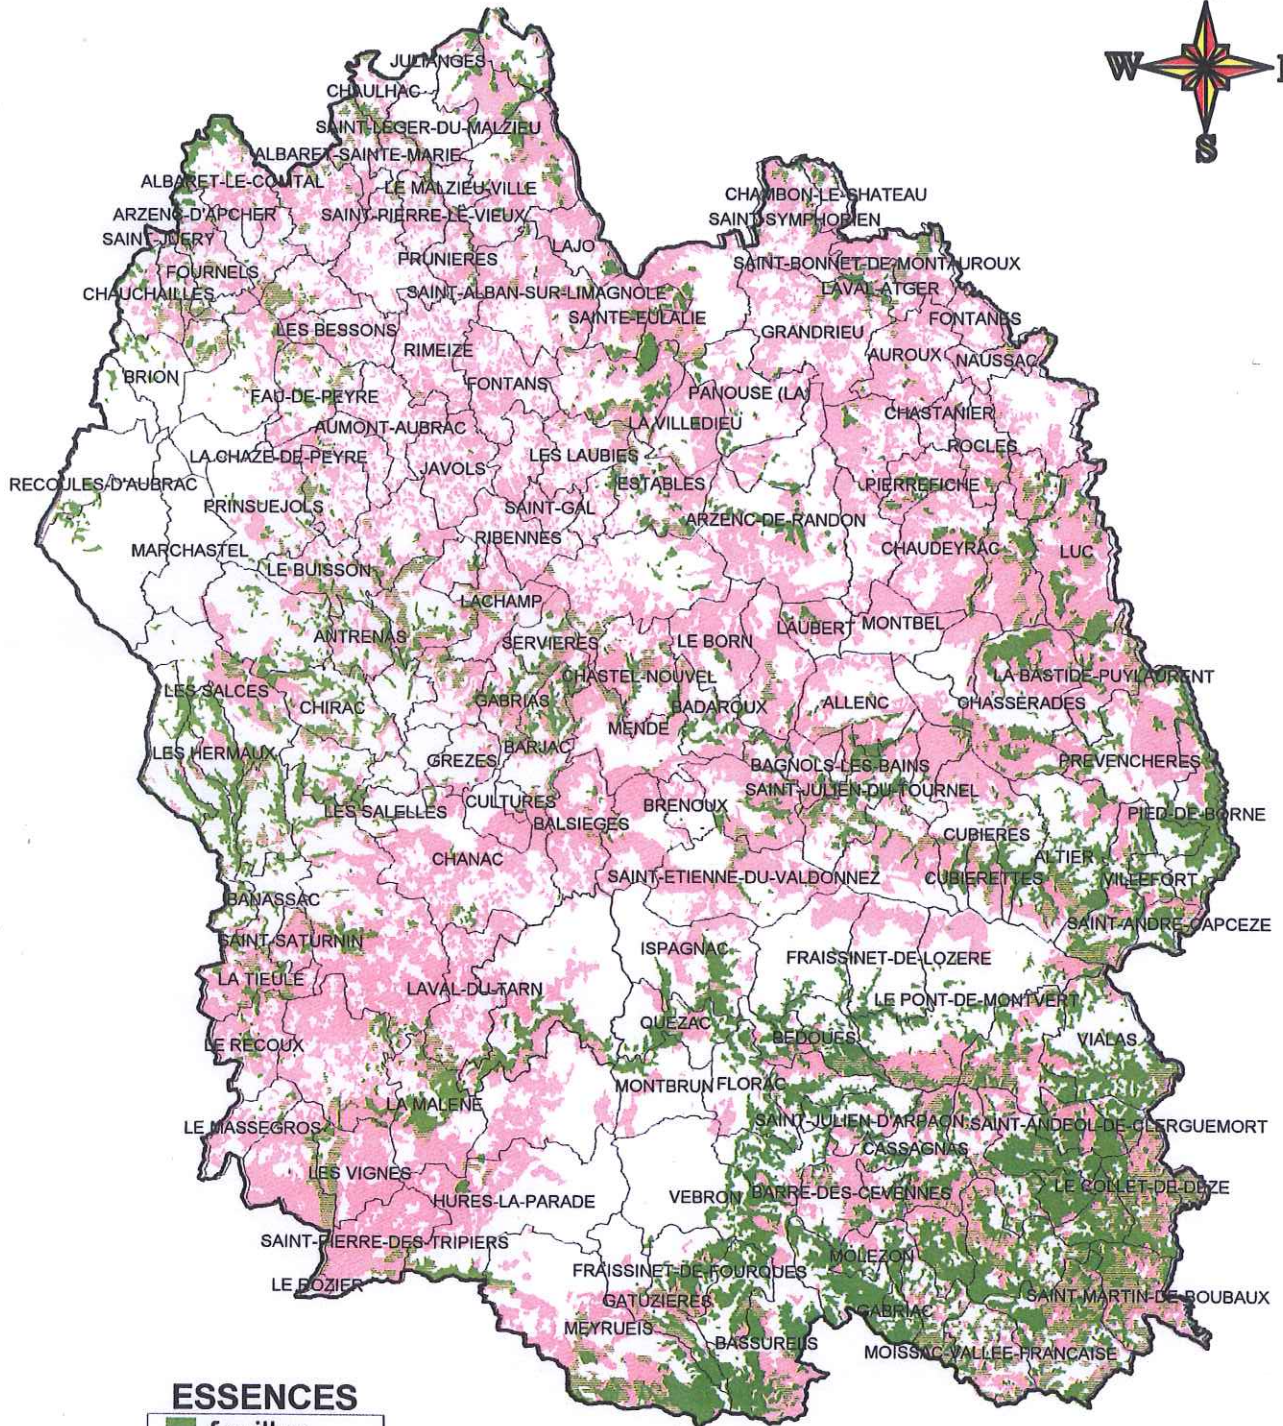 JULIANGES
W
CHAULHAC
S
SAINT-LEGER-DU-MALZIEU
ALBARET-SAINTE-MARIE
ALBARET-LE-COMTAL
LE MALZIEU-VILLE
CHAMBON-LE-CHATEAU
ARZENC-D'APCHER
SAINT-PIERRE-LE-VIEUX
SAINT-SYMPHORIEN
SAINT-JUERY
LAJO
PRUNIERES
SAINT-BONNET-DE-MONTAUROUX
FOURNELS
CHAUCHAILLES
SAINT-ALBAN-SUR-LIMAGNOLE
LAVAL-ATGER
SAINTE-EULALIE
FONTANES
LES BESSONS
GRANDRIEU
RIMEIZE
AUROUX
NAUSSAC
BRION
FONTANS
PANOUSE (LA)
FAU-DE-PEYRE
CHASTANIER
AUMONT-AUBRAC
LA VILLEDIEU
ROCLES
LA CHAZE-DE-PEYRE
LES LAUBIES
JAVOLS
RECOULES-D'AUBRAC
ESTABLES
PIERREFICHE
PRINSUEJOLS
SAINT-GAL
ARZENC-DE-RANDON
RIBENNES
MARCHASTEL
CHAUDEYRAC
LUC
LE BUISSON
LACHAMP
LAUBERT
MONTBEL
ANTRENAS
SERVIERES
LE BORN
CHASTEL-NOUVEL
LA BASTIDE-PUYLAURENT
LES SALCES
GABRIAS
CHIRAC
BADAROUX
ALLENC
CHASSERADES
MENDE
LES HERMAUX
BARJAC
GREZES
BAGNOLS-LES-BAINS
PREVENCHERES
SAINT-JULIEN-DU-TOURNEL
LES SALELLES
CULTURES
BRENOUX
PIED-DE-BORNE
BALSIEGES
CUBIERES
CHANAC
ALTIER
SAINT-ETIENNE-DU-VALDONNEZ
CUBIERETTES
VILLEFORT
BANASSAC
SAINT-ANDRE-CAPCEZE
SAINT-SATURNIN
ISPAGNAC
FRAISSINET-DE-LOZERE
LA TIEULE
LAVAL-DU-TARN
LE PONT-DE-MONTVERT
QUEZAC
BEDOUES
VIALAS
LE RECOUX
MONTBRUN
FLORAC
LA MALENE
SAINT-JULIEN-D'ARPAON
SAINT-ANDEOL-DE-CLERGUEMORT
LE MASSEGROS
CASSAGNAS
LES VIGNES
LE COLLET-DE-DEZE
HURES-LA-PARADE
VEBRON
BARRE-DES-CEVENNES
SAINT-PIERRE-DES-TRIPIERS
MOLEZON
FRAISSINET-DE-FOURQUES
LE ROZIER
SAINT-MARTIN-DE-BOUBAUX
GATUZIERES
GABRIAC
MEYRUEIS
BASSURELS
MOISSAC-VALLEE-FRANCAISE
ESSENCES